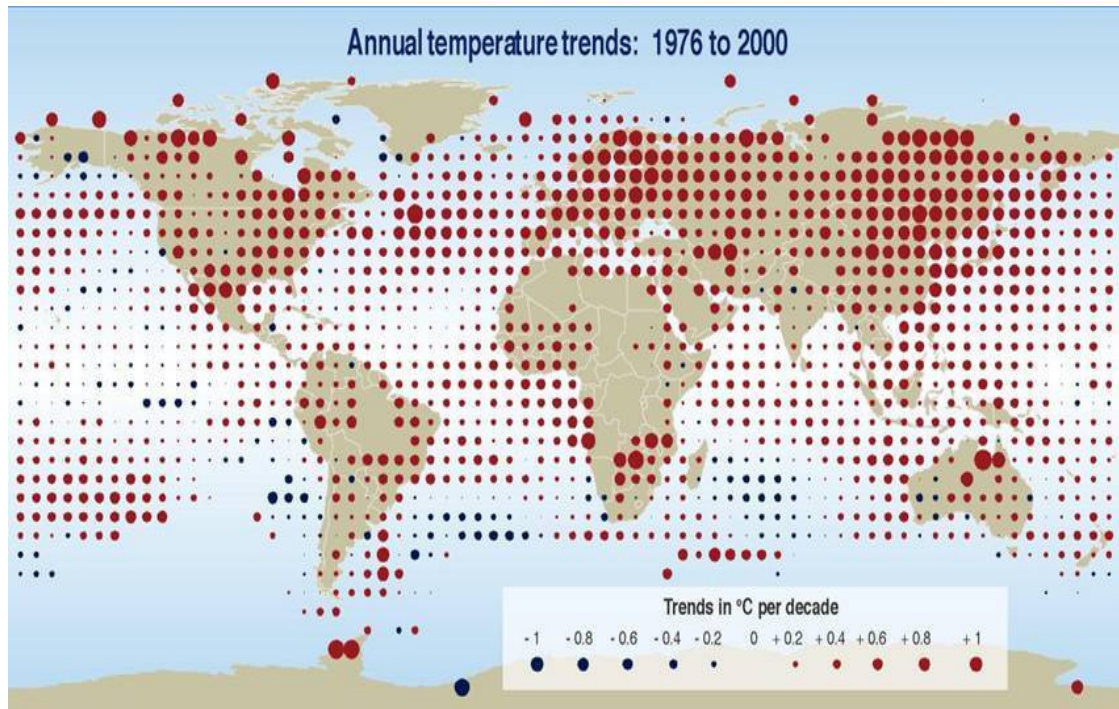 Annual temperature trends: 1976 to 2000
Trends in °C per decade
- 1 - 0.8 - 0.6 - 0.4 - 0.2 0 + 0.2 + 0.4 + 0.6 + 0.8 + 1